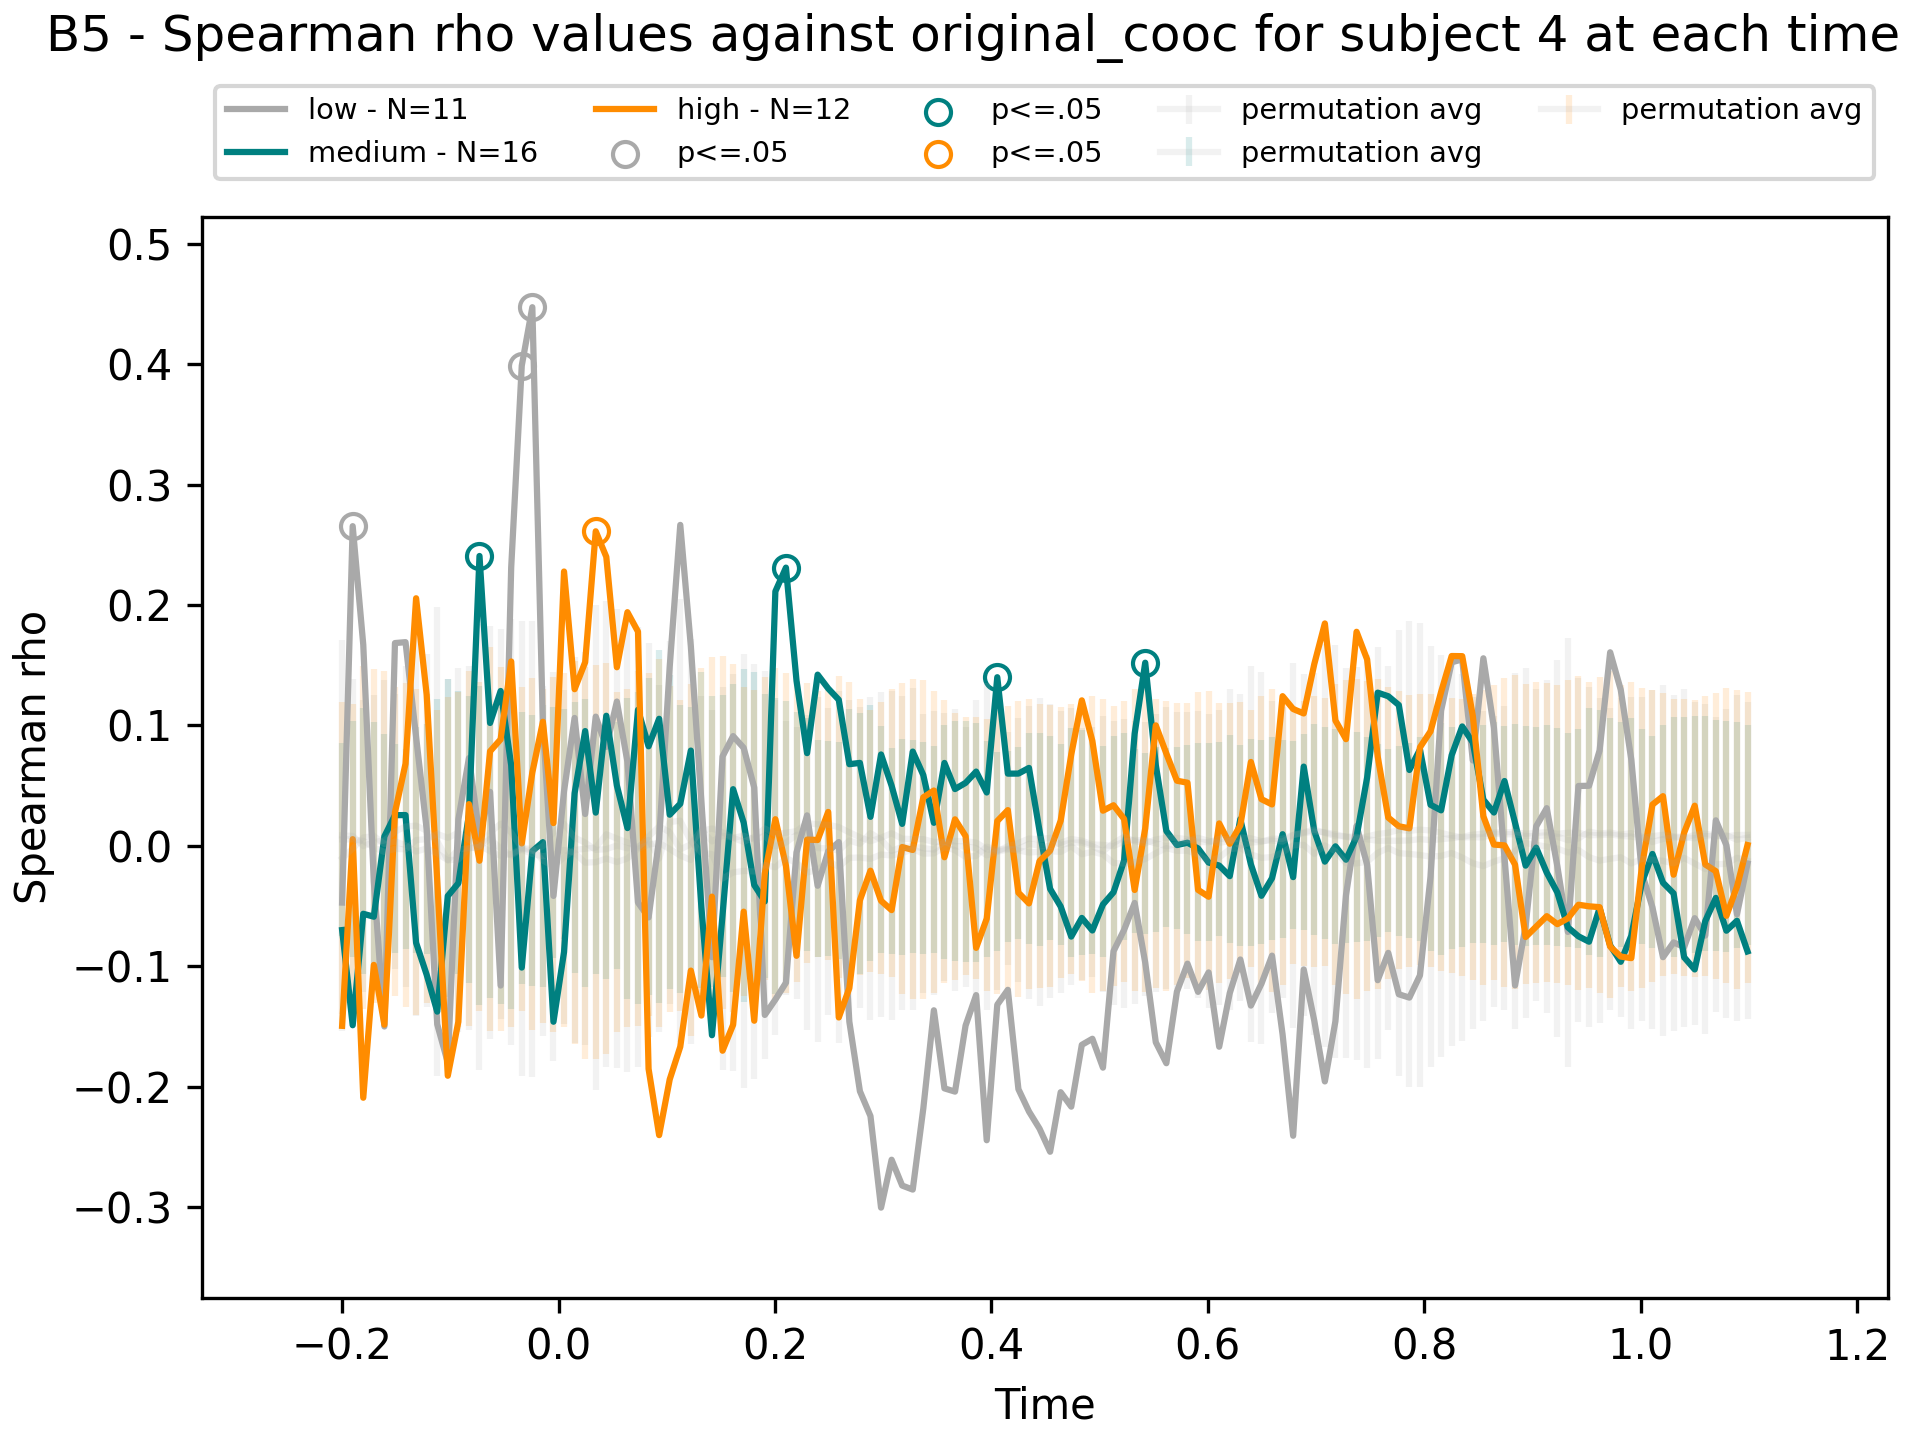 B5 - Spearman rho values against original_cooc for subject 4 at each time
low - N=11 high - N=12 p<=.05 permutation avg permutation avg
medium - N=16 p<=.05 p<=.05 permutation avg
0.5
0.4
0.3
0.2
0.1
0.0
−0.1
−0.2
−0.3
Spearman rho
−0.2 0.0 0.2 0.4 0.6 0.8 1.0 1.2
Time